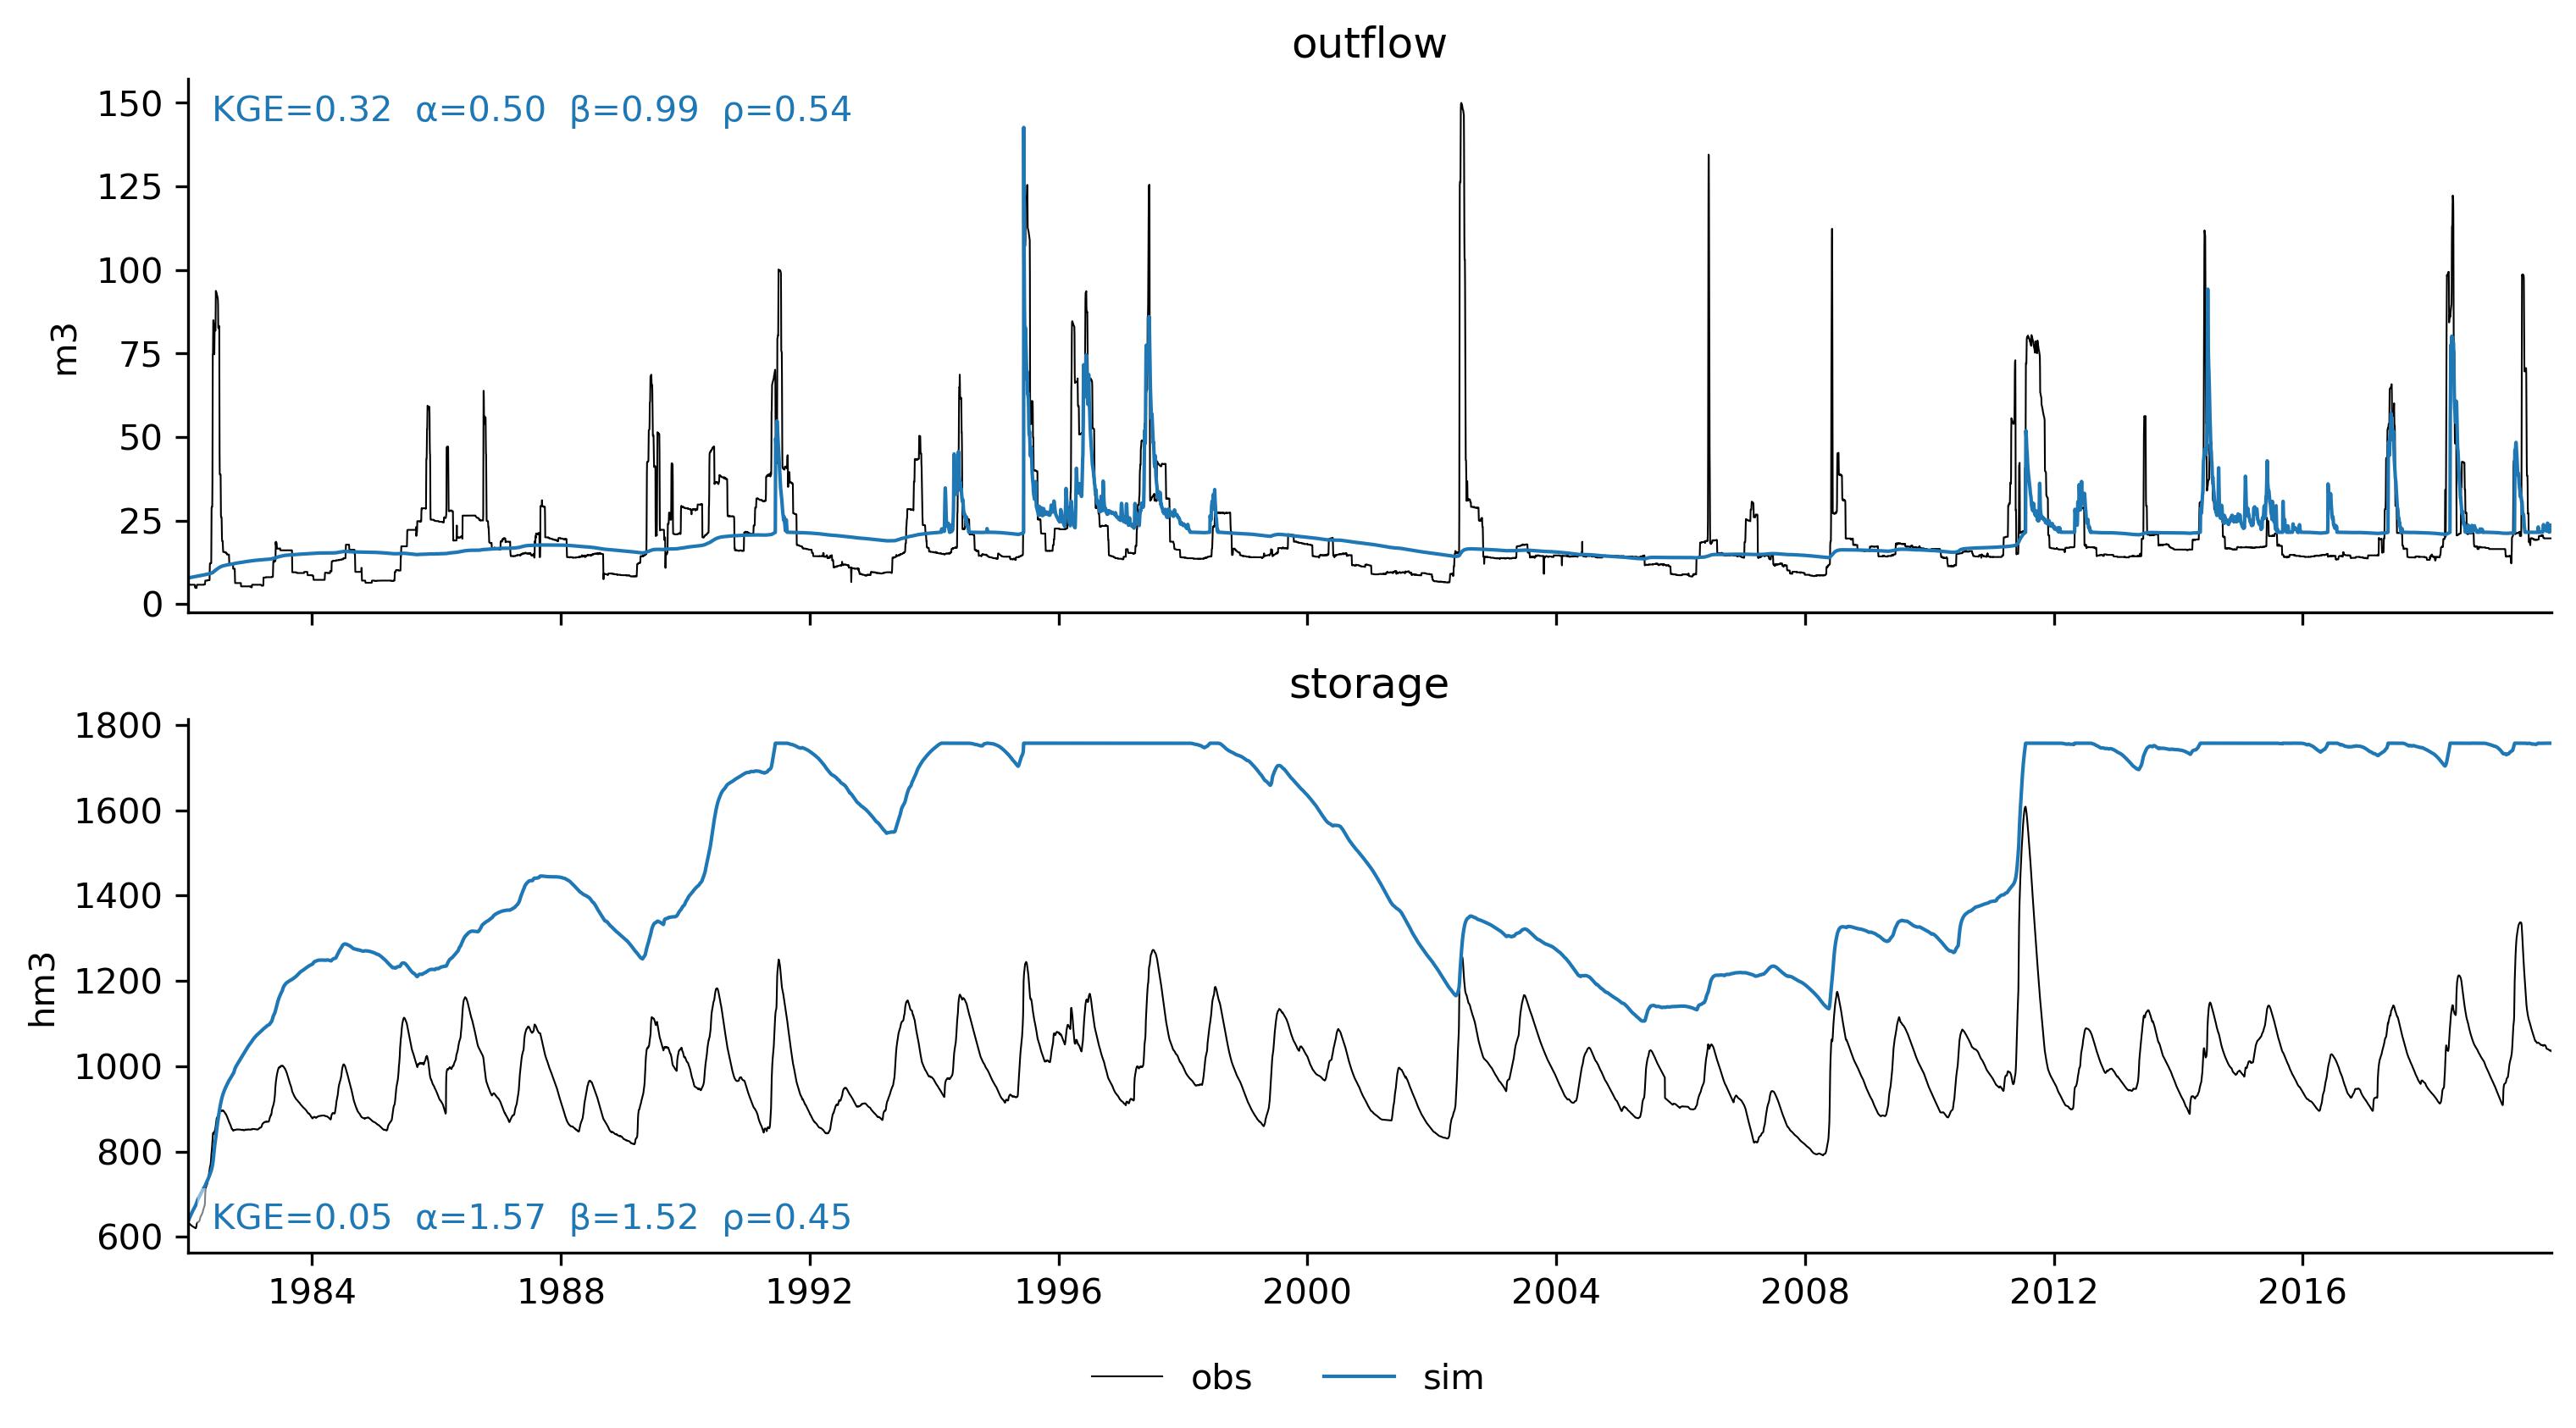 outflow
KGE=0.32 α=0.50 β=0.99 ρ=0.54
150
125
100
75
50
25
0
m3
storage
1800
1600
1400
1200
1000
800
600
hm3
KGE=0.05 α=1.57 β=1.52 ρ=0.45
1984 1988 1992 1996 2000 2004 2008 2012 2016
obs sim